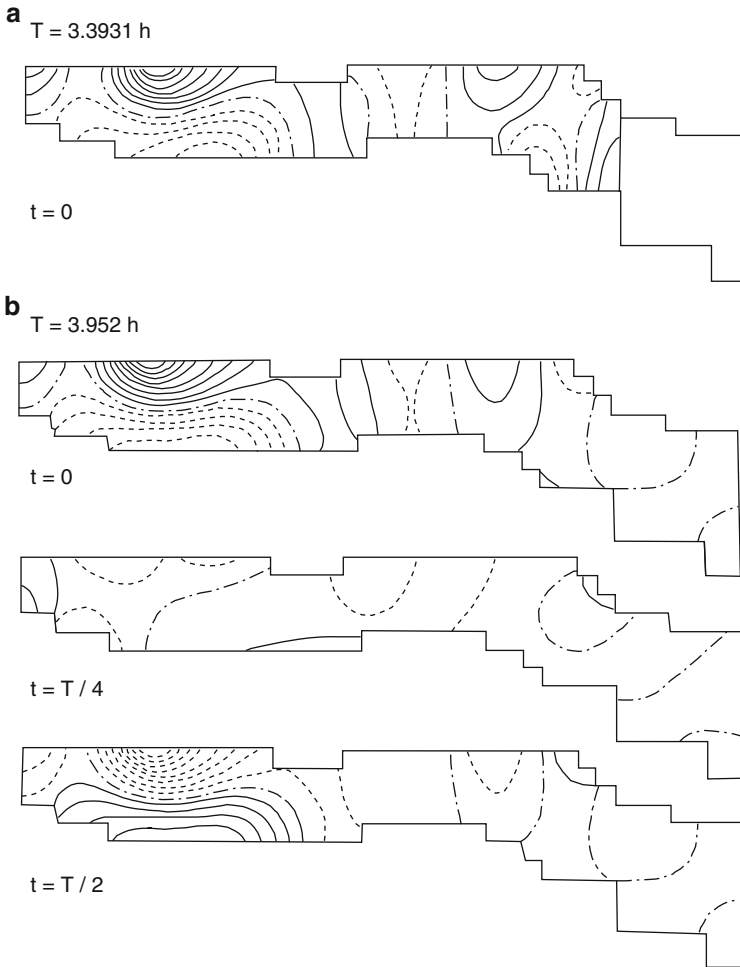 a
T = 3.3931 h
t = 0
b
T = 3.952 h
t = 0
t = T / 4
t = T / 2